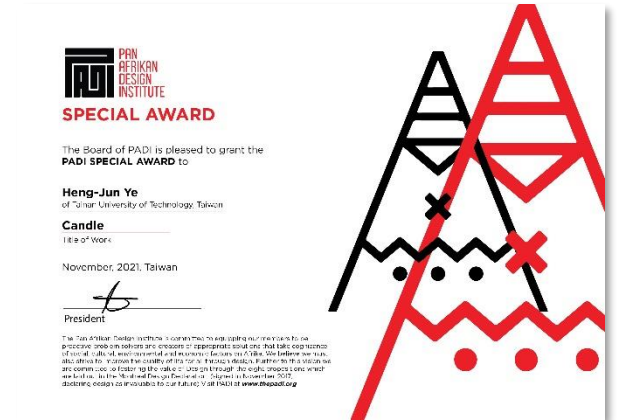 PADI
PAN
AFRIKAN
DESIGN
INSTITUTE
SPECIAL AWARD
The Board of PADI is pleased to grant the
PADI SPECIAL AWARD to
Heng-Jun Ye
of Tainan University of Technology, Taiwan
Candle
Title of Work
November, 2021, Taiwan
President
The Pan Afrikan Design Institute is committed to equipping our members to be
proactive problem solvers and creators of appropriate solutions that take cognizance
of social, cultural, environmental and economic factors on Afrika. We believe we must
also strive to improve the quality of life for all through design. Further to this vision we
are committed to fostering the value of Design through the eight propositions which
are laid out in the Montreal Design Declaration (signed in November 2017,
declaring design as invaluable to our future) Visit PADI at www.thepadi.org